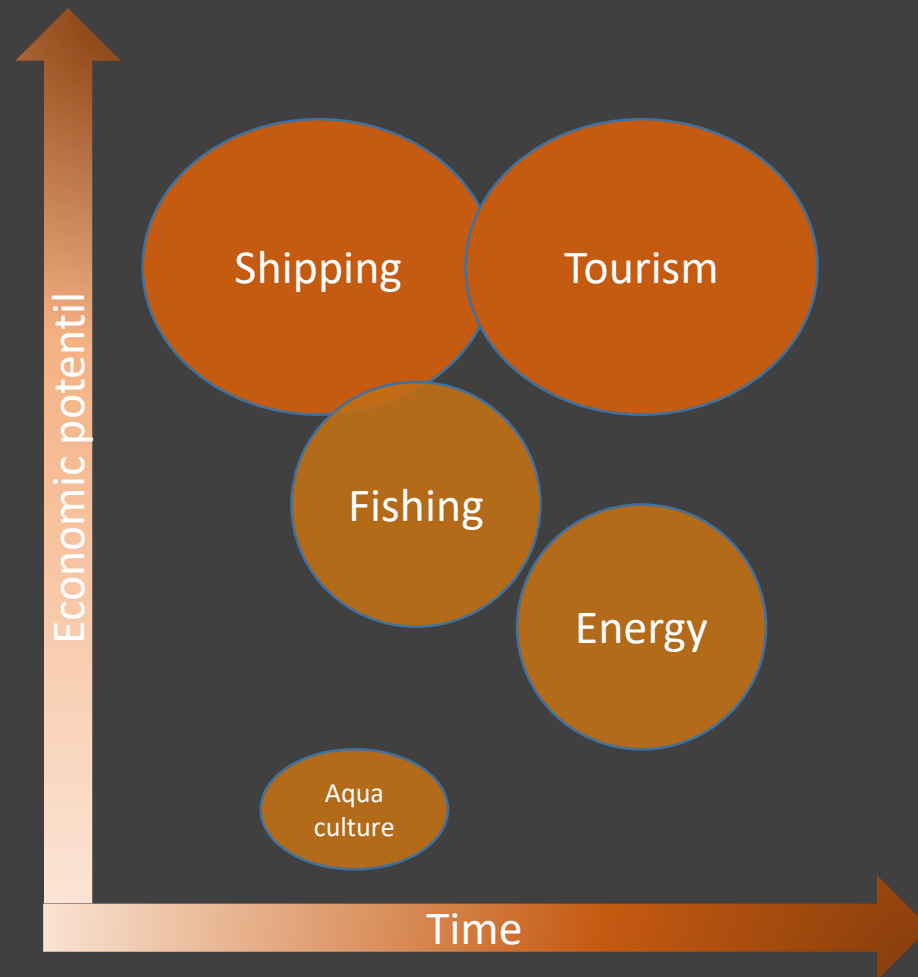 Economic potentil
Shipping
Tourism
Fishing
Energy
Aqua
culture
Time